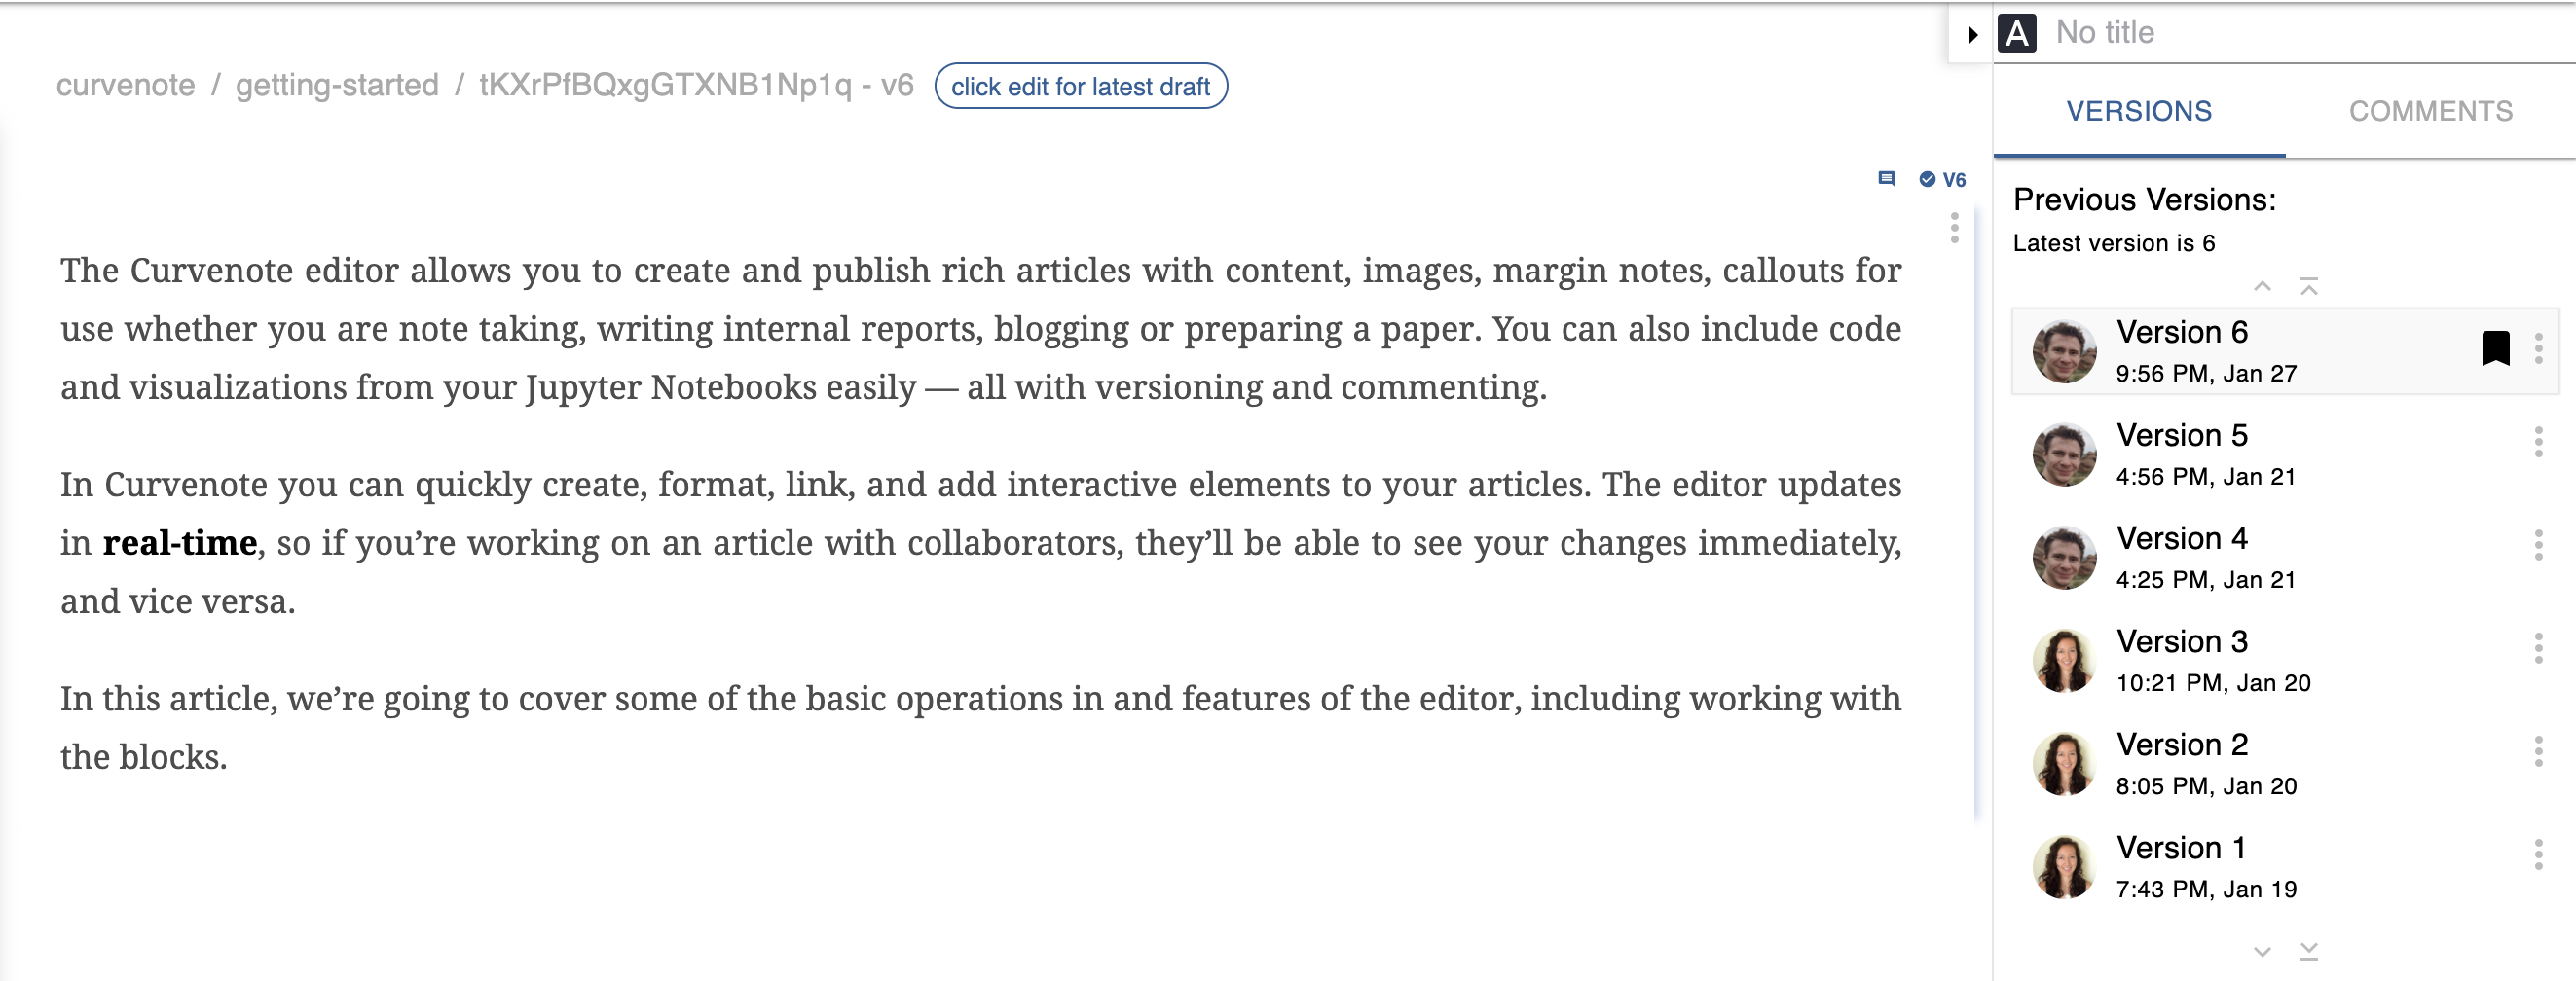 curvenote / getting-started / tKXrPfBQxgGTXNB1Np1q - v6 click edit for latest draft
V6
The Curvenote editor allows you to create and publish rich articles with content, images, margin notes, callouts for
use whether you are note taking, writing internal reports, blogging or preparing a paper. You can also include code
and visualizations from your Jupyter Notebooks easily — all with versioning and commenting.
In Curvenote you can quickly create, format, link, and add interactive elements to your articles. The editor updates
in real-time, so if you’re working on an article with collaborators, they’ll be able to see your changes immediately,
and vice versa.
In this article, we’re going to cover some of the basic operations in and features of the editor, including working with
the blocks.
A No title
VERSIONS COMMENTS
Previous Versions:
Latest version is 6
Version 6
9:56 PM, Jan 27
Version 5
4:56 PM, Jan 21
Version 4
4:25 PM, Jan 21
Version 3
10:21 PM, Jan 20
Version 2
8:05 PM, Jan 20
Version 1
7:43 PM, Jan 19